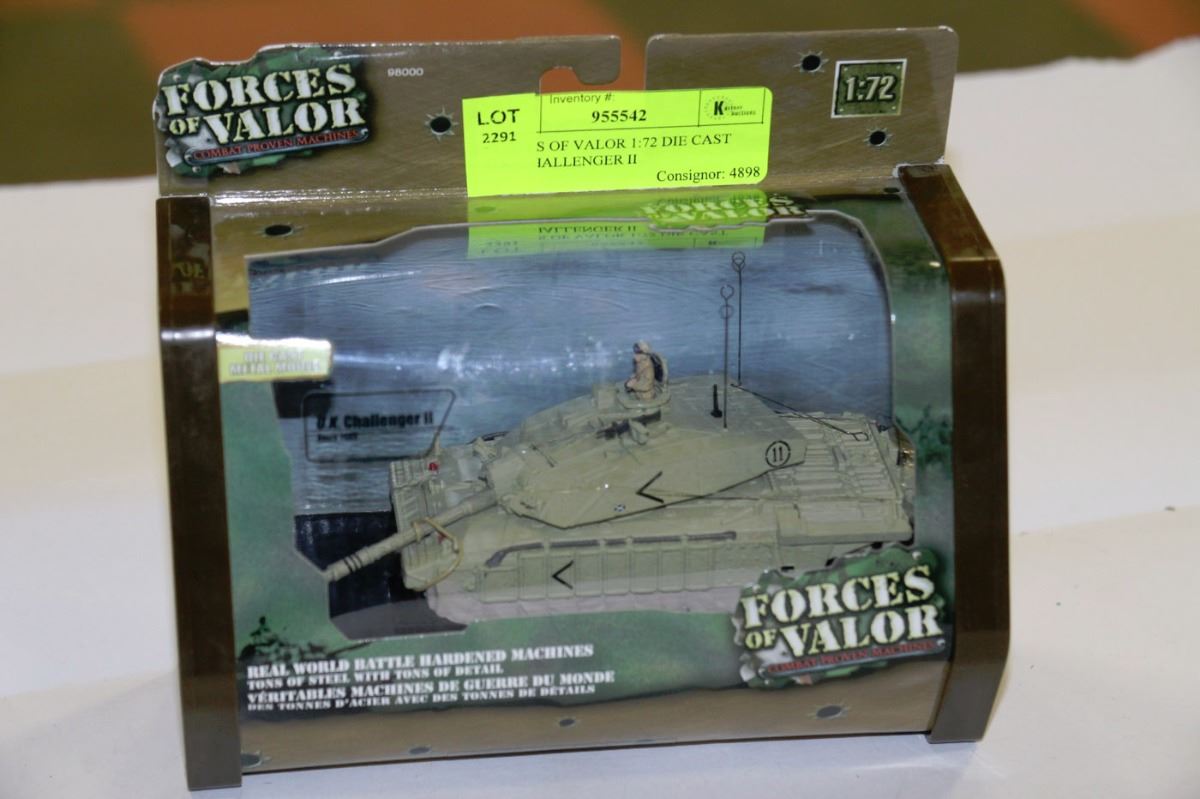 FORCES
OF VALOR
COMBAT PROVEN MACHINES
98000
LOT
2291
Inventory #:
955542
S OF VALOR 1:72 DIE CAST
IALLENGER II
Consignor: 4898
1:72
DIE CAST
METAL MODEL
U.K. Challenger II
11
FORCES
OF VALOR
COMBAT PROVEN MACHINES
REAL WORLD BATTLE HARDENED MACHINES
TONS OF STEEL WITH TONS OF DETAIL
VÉRITABLES MACHINES DE GUERRE DU MONDE
DES TONNES D'ACIER AVEC DES TONNES DE DÉTAILS